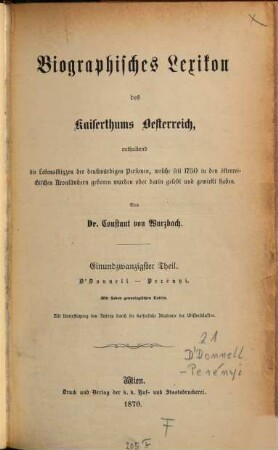 Biographisches Lexikon
des
Kaiserthums Oesterreich,
enthaltend
die Lebensskizzen der denkwürdigen Personen, welche seit 1750 in den österrei-
chischen Kronländern geboren wurden oder darin gelebt und gewirkt haben.
Von
Dr. Constant von Wurzbach.
Einundzwanzigster Theil.
O'Donnell — Perényi.
Mit sieben genealogischen Tafeln.
Mit Unterstützung des Autors durch die kaiserliche Akademie der Wissenschaften.
21
O'Donnell
- Perényi
Wien.
Druck und Verlag der k. k. Hof- und Staatsdruckerei.
1870.
F